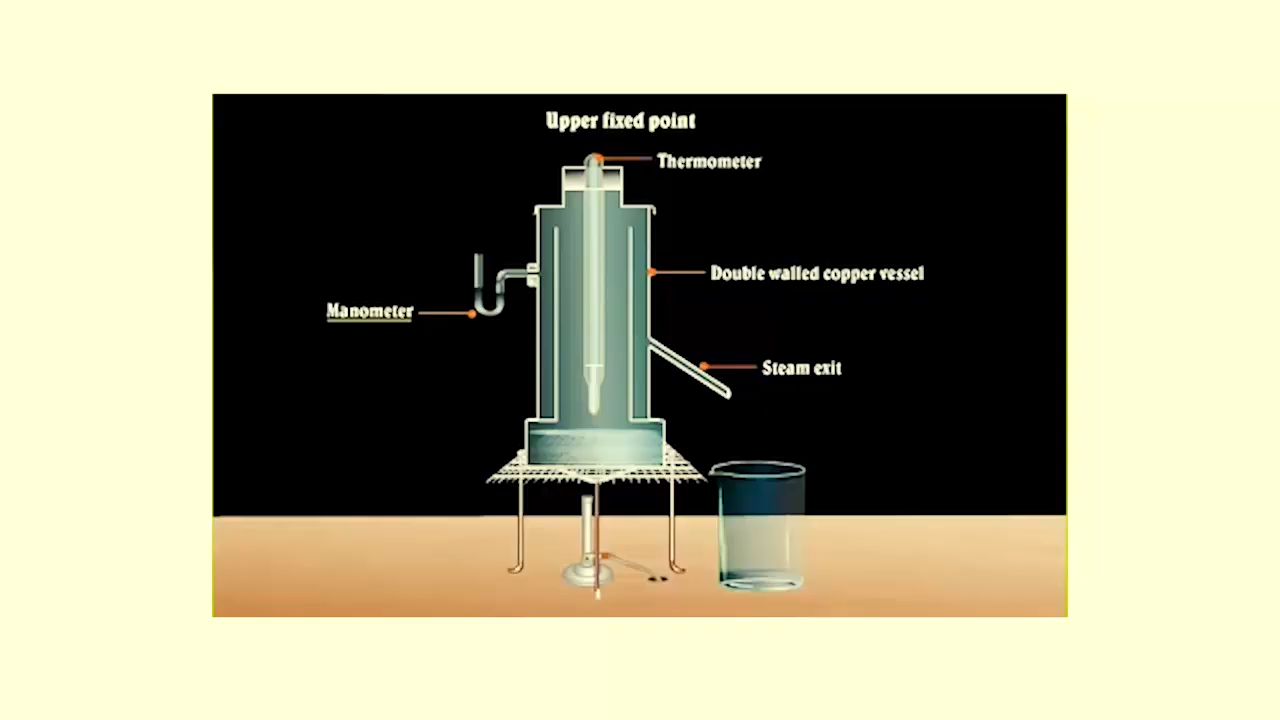 Upper fixed point
Thermometer
Double walled copper vessel
Manometer
Steam exit